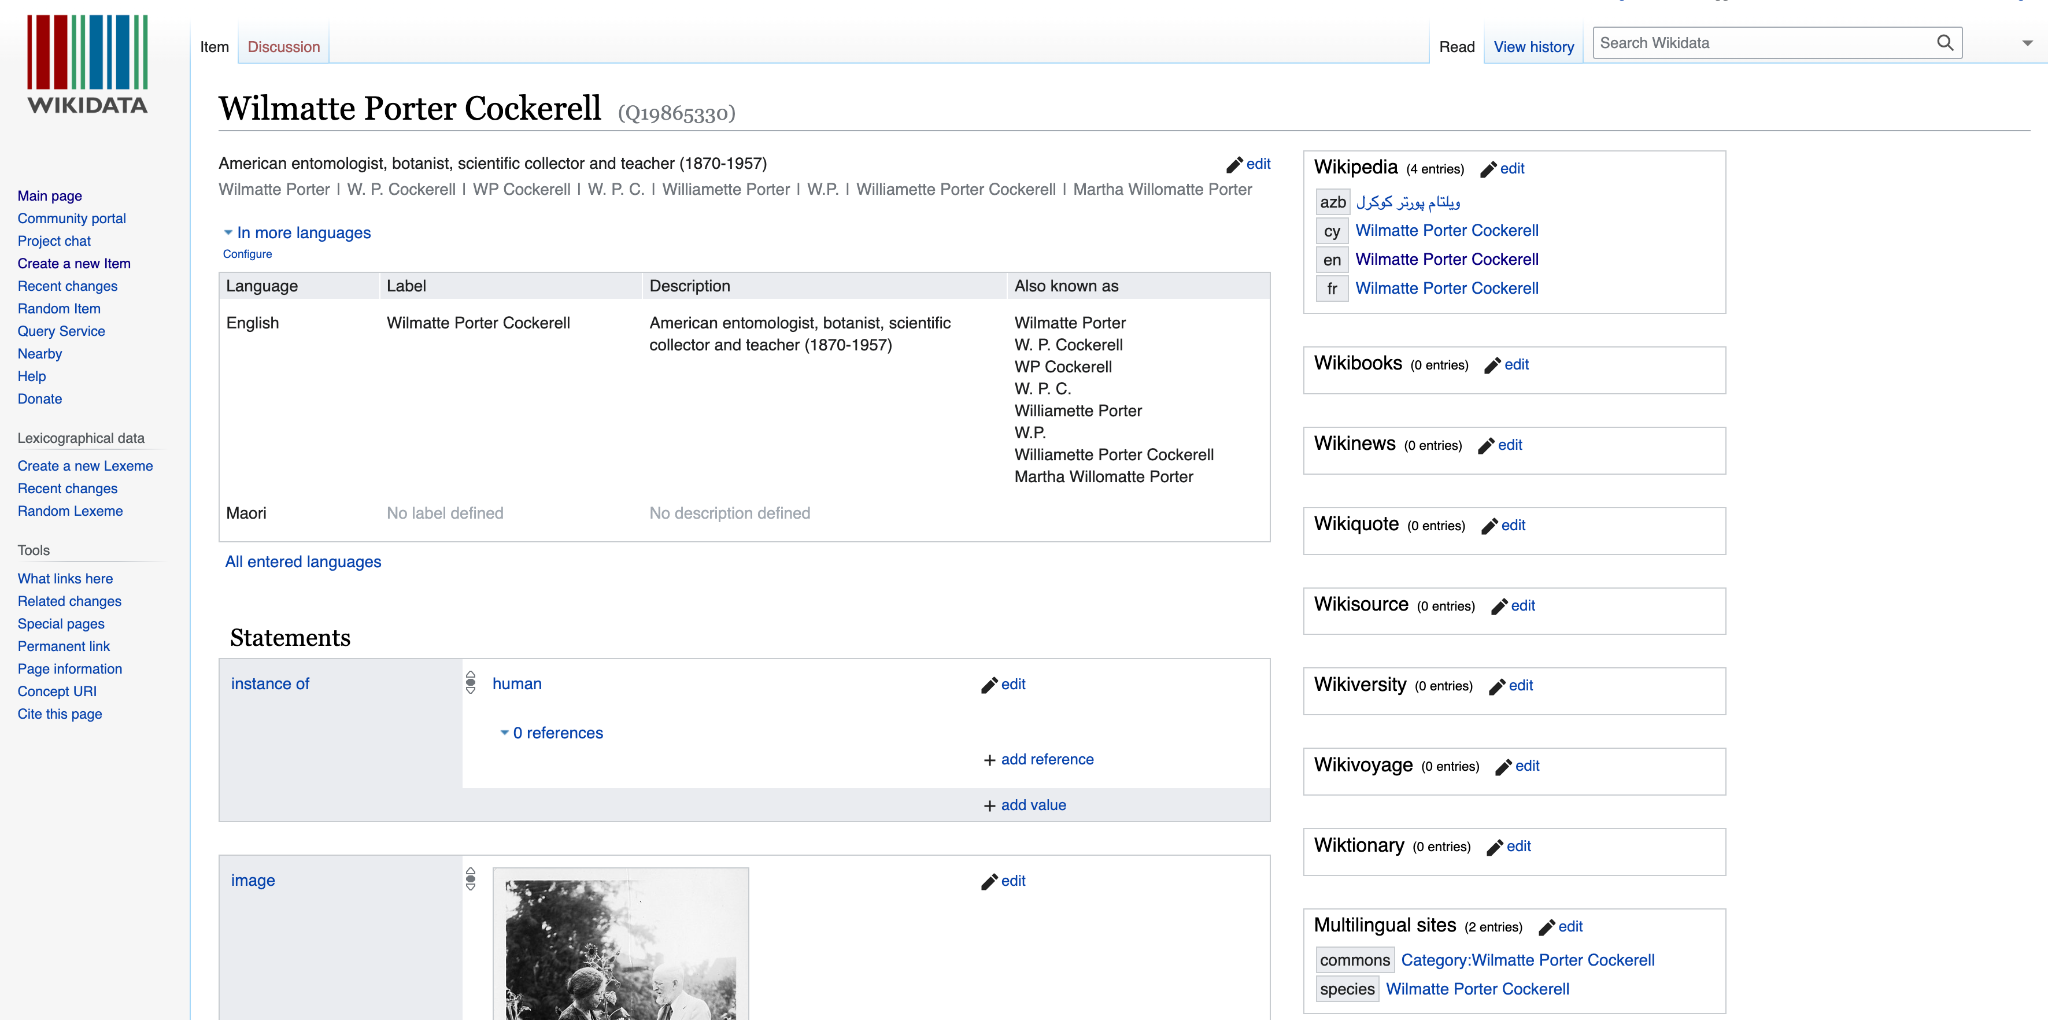 WIKIDATA
Item
Discussion
Read
View history
Search Wikidata
Wilmatte Porter Cockerell (Q19865330)
American entomologist, botanist, scientific collector and teacher (1870-1957)
edit
Wilmatte Porter | W. P. Cockerell | WP Cockerell | W. P. C. | Williamette Porter | W.P. | Williamette Porter Cockerell | Martha Willomatte Porter
In more languages
Configure
Language Label Description Also known as
English Wilmatte Porter Cockerell American entomologist, botanist, scientific
collector and teacher (1870-1957)
Wilmatte Porter
W. P. Cockerell
WP Cockerell
W. P. C.
Williamette Porter
W.P.
Williamette Porter Cockerell
Martha Willomatte Porter
Maori No label defined No description defined
All entered languages
Statements
instance of
human
edit
0 references
+ add reference
+ add value
image
edit
Main page
Community portal
Project chat
Create a new Item
Recent changes
Random Item
Query Service
Nearby
Help
Donate
Lexicographical data
Create a new Lexeme
Recent changes
Random Lexeme
Tools
What links here
Related changes
Special pages
Permanent link
Page information
Concept URI
Cite this page
Wikipedia (4 entries) edit
azb ویلتام پورتر کوکرل
cy Wilmatte Porter Cockerell
en Wilmatte Porter Cockerell
fr Wilmatte Porter Cockerell
Wikibooks (0 entries) edit
Wikinews (0 entries) edit
Wikiquote (0 entries) edit
Wikisource (0 entries) edit
Wikiversity (0 entries) edit
Wikivoyage (0 entries) edit
Wiktionary (0 entries) edit
Multilingual sites (2 entries) edit
commons Category:Wilmatte Porter Cockerell
species Wilmatte Porter Cockerell